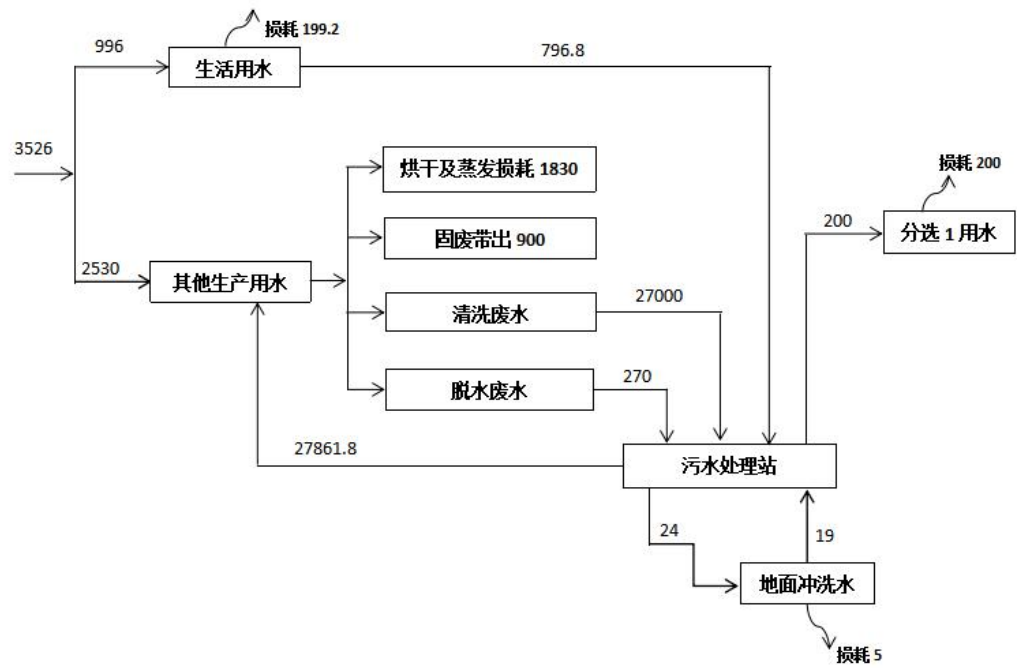 损耗 199.2
996
生活用水
796.8
3526
烘干及蒸发损耗 1830
损耗 200
固废带出 900
200
分选 1 用水
2530
其他生产用水
清洗废水
27000
脱水废水
270
27861.8
污水处理站
24
19
地面冲洗水
损耗 5